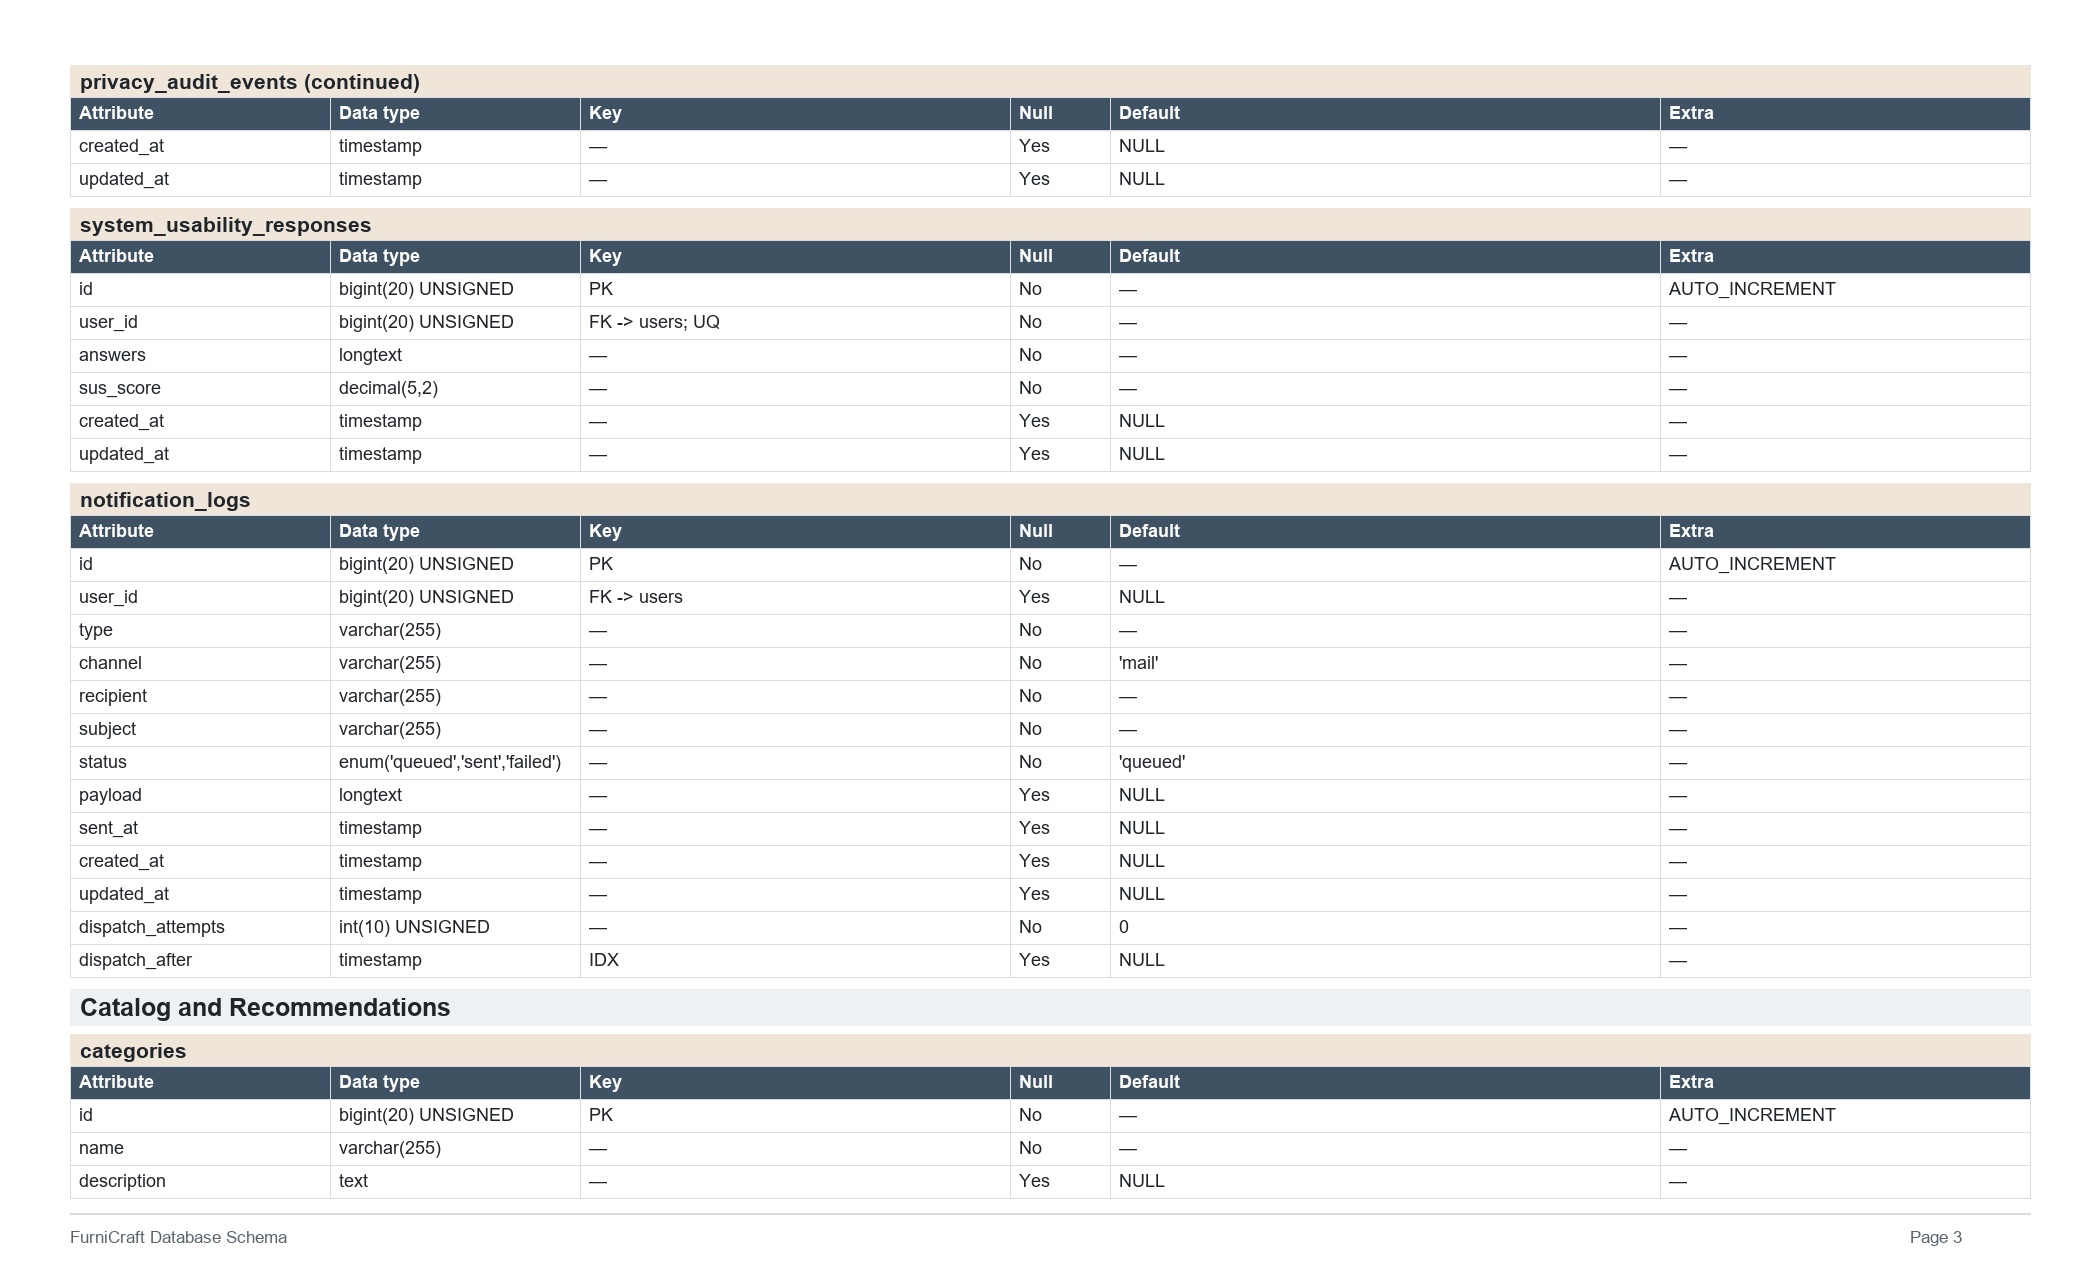 privacy_audit_events (continued)
Attribute Data type Key Null Default Extra
created_at timestamp — Yes NULL —
updated_at timestamp — Yes NULL —
system_usability_responses
Attribute Data type Key Null Default Extra
id bigint(20) UNSIGNED PK No — AUTO_INCREMENT
user_id bigint(20) UNSIGNED FK -> users; UQ No — —
answers longtext — No — —
sus_score decimal(5,2) — No — —
created_at timestamp — Yes NULL —
updated_at timestamp — Yes NULL —
notification_logs
Attribute Data type Key Null Default Extra
id bigint(20) UNSIGNED PK No — AUTO_INCREMENT
user_id bigint(20) UNSIGNED FK -> users Yes NULL —
type varchar(255) — No — —
channel varchar(255) — No 'mail' —
recipient varchar(255) — No — —
subject varchar(255) — No — —
status enum('queued','sent','failed') — No 'queued' —
payload longtext — Yes NULL —
sent_at timestamp — Yes NULL —
created_at timestamp — Yes NULL —
updated_at timestamp — Yes NULL —
dispatch_attempts int(10) UNSIGNED — No 0 —
dispatch_after timestamp IDX Yes NULL —
Catalog and Recommendations
categories
Attribute Data type Key Null Default Extra
id bigint(20) UNSIGNED PK No — AUTO_INCREMENT
name varchar(255) — No — —
description text — Yes NULL —
FurniCraft Database Schema Page 3